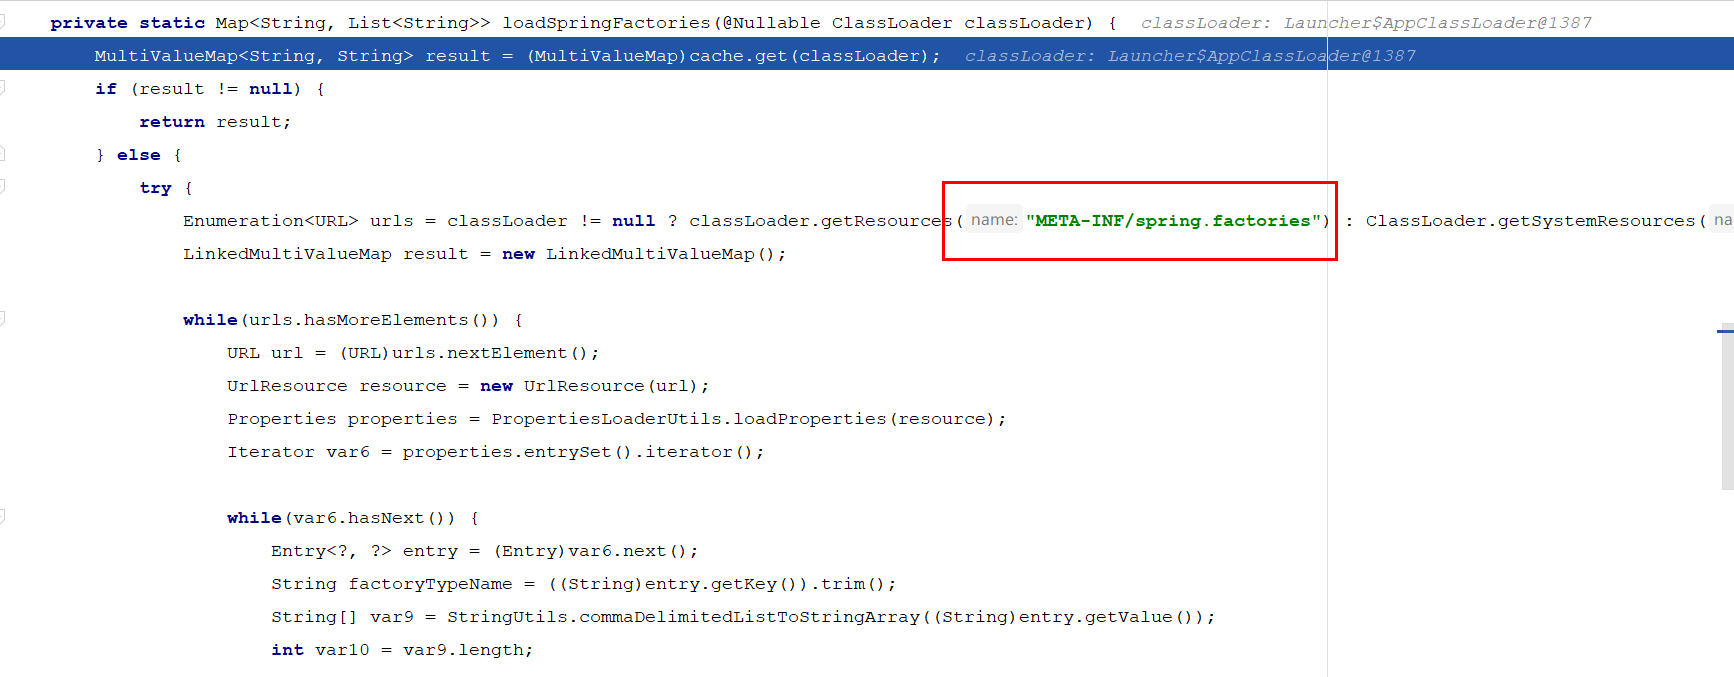 private static Map<String, List<String>> loadSpringFactories(@Nullable ClassLoader classLoader) {  classLoader: Launcher$AppClassLoader@1387
    MultiValueMap<String, String> result = (MultiValueMap)cache.get(classLoader);  classLoader: Launcher$AppClassLoader@1387
    if (result != null) {
        return result;
    } else {
        try {
            Enumeration<URL> urls = classLoader != null ? classLoader.getResources( name: "META-INF/spring.factories") : ClassLoader.getSystemResources( na
            LinkedMultiValueMap result = new LinkedMultiValueMap();
            while(urls.hasMoreElements()) {
                URL url = (URL)urls.nextElement();
                UrlResource resource = new UrlResource(url);
                Properties properties = PropertiesLoaderUtils.loadProperties(resource);
                Iterator var6 = properties.entrySet().iterator();
                while(var6.hasNext()) {
                    Entry<?, ?> entry = (Entry)var6.next();
                    String factoryTypeName = ((String)entry.getKey()).trim();
                    String[] var9 = StringUtils.commaDelimitedListToStringArray((String)entry.getValue());
                    int var10 = var9.length;